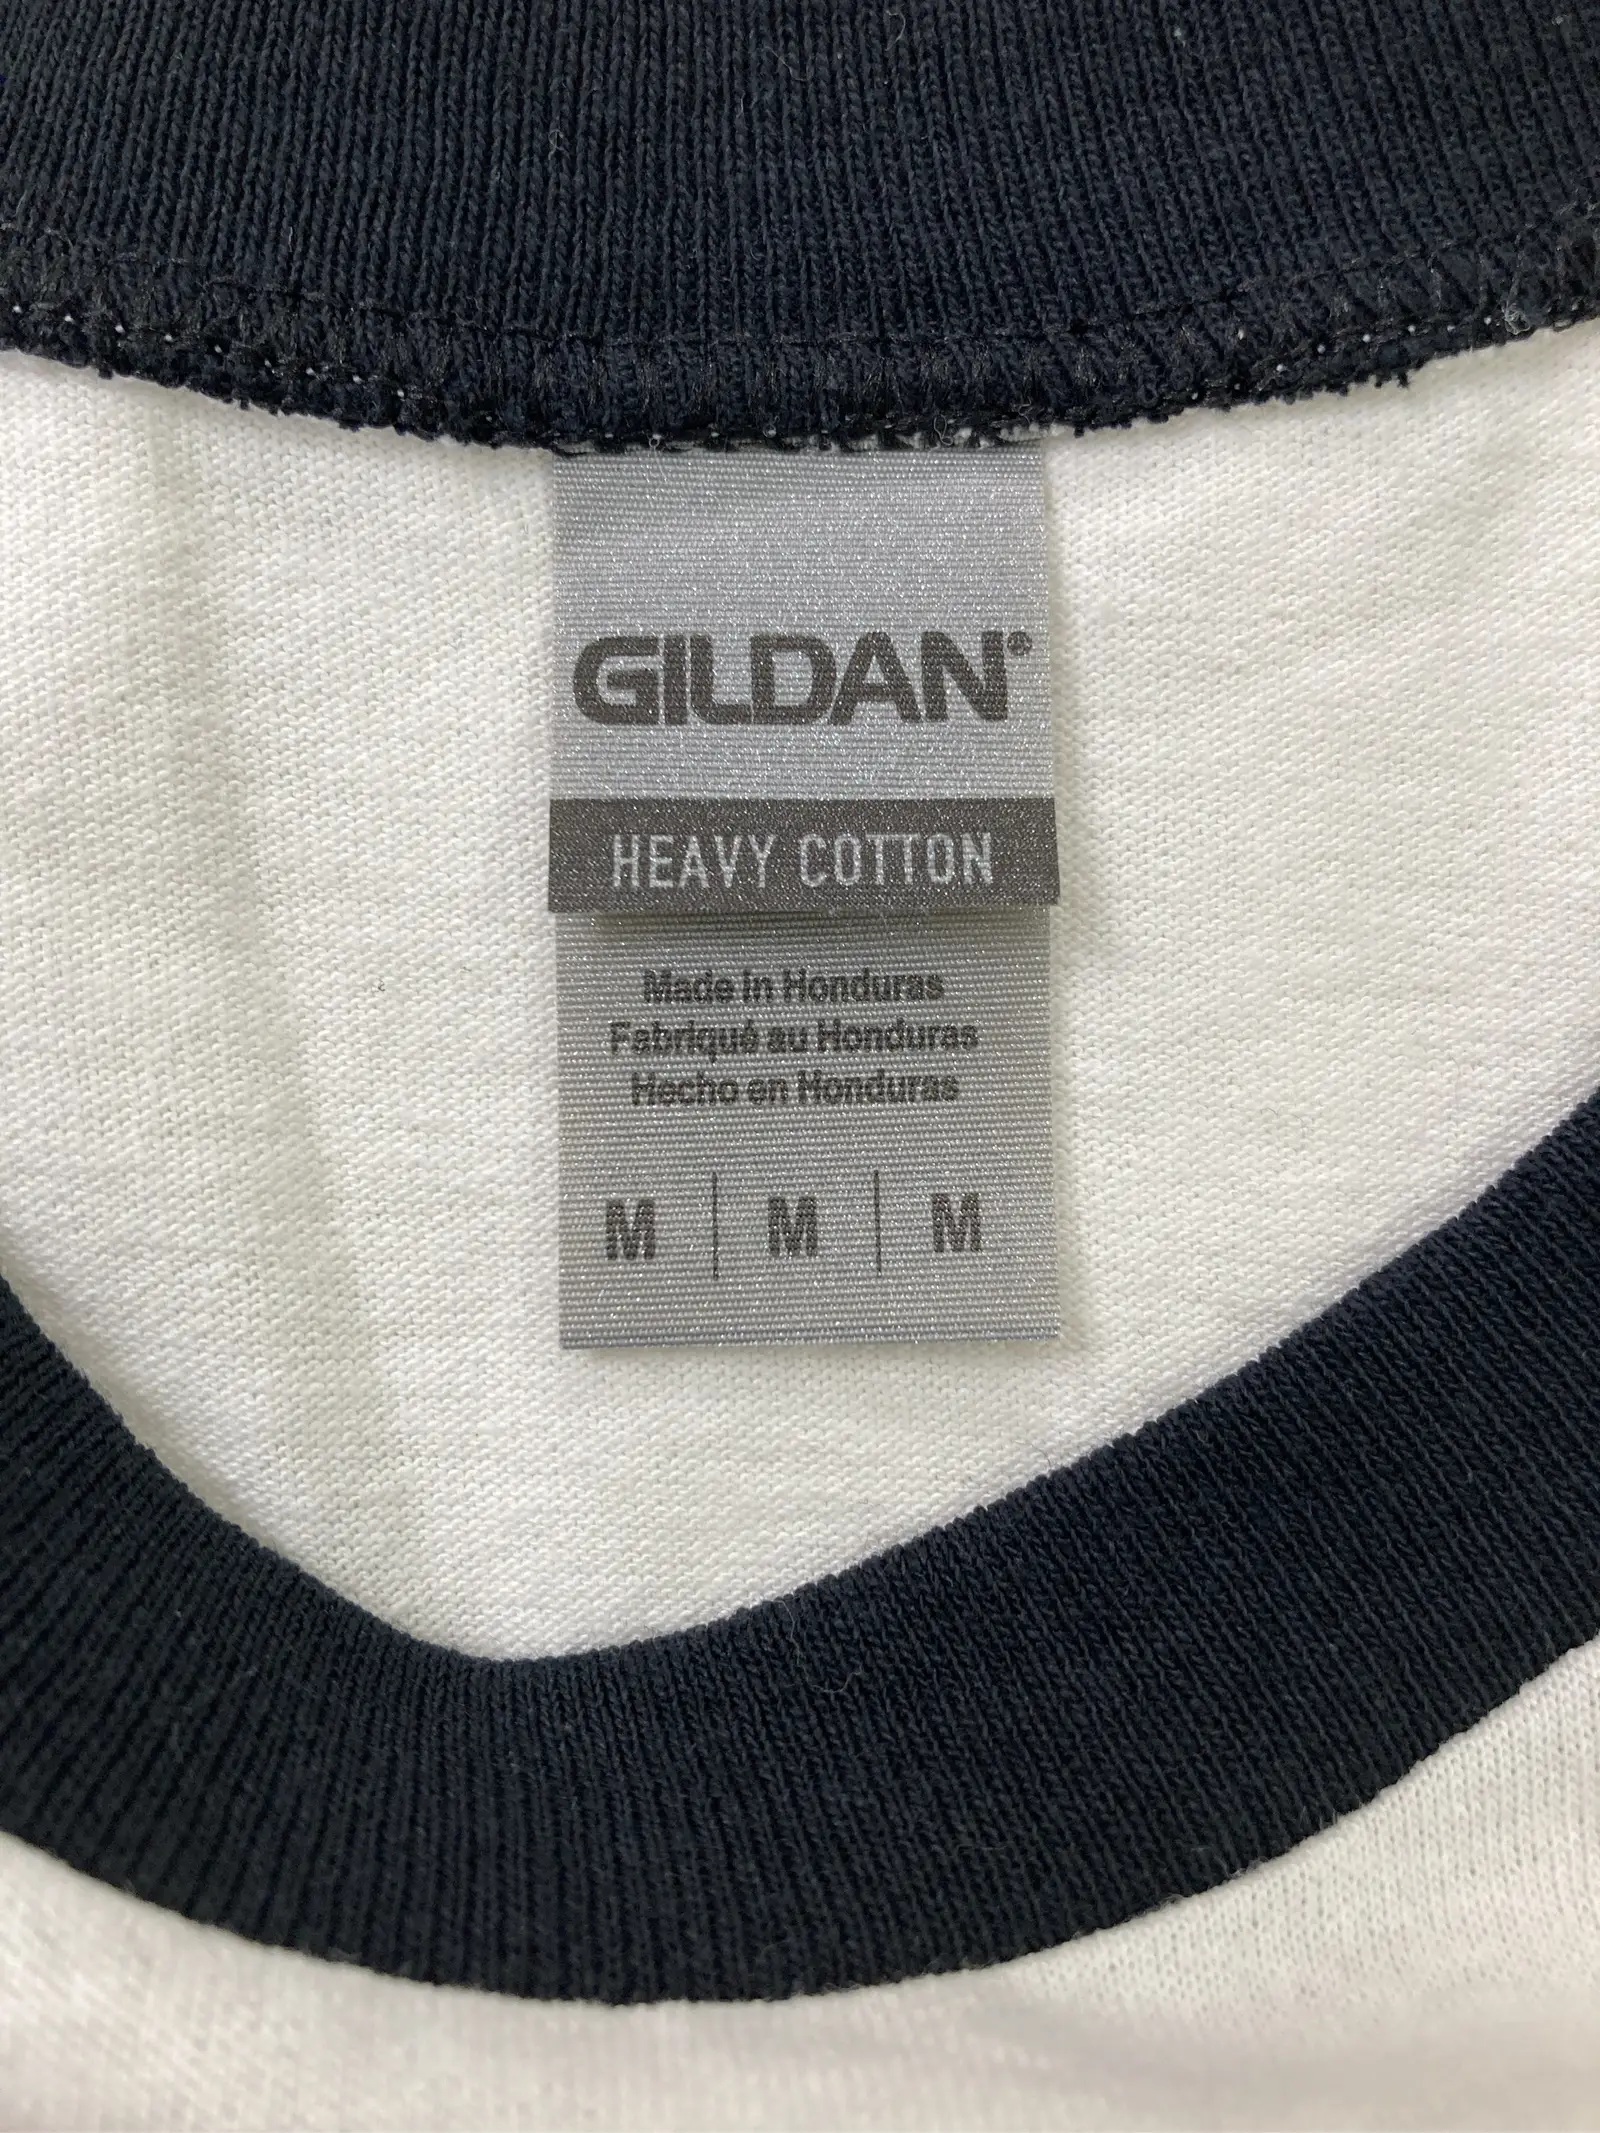 GILDAN®
HEAVY COTTON
Made in Honduras
Fabriqué au Honduras
Hecho en Honduras
M | M | M